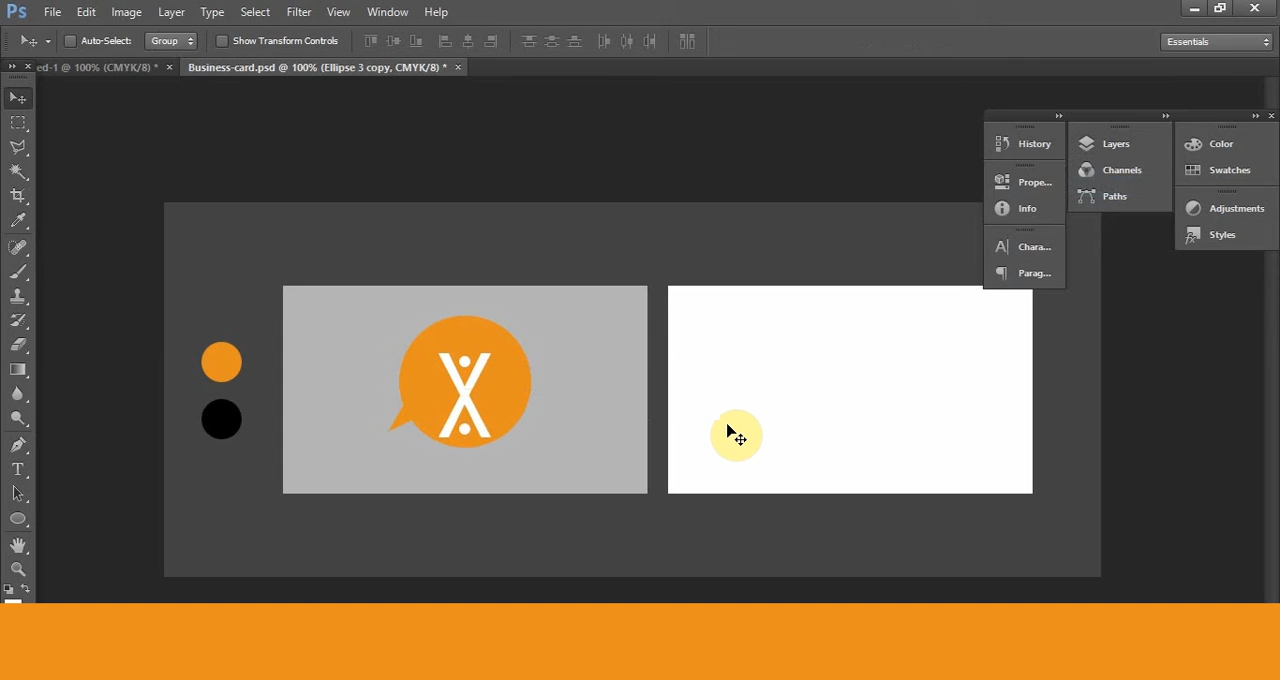 Ps File Edit Image Layer Type Select Filter View Window Help
Auto-Select: Group Show Transform Controls Essentials
ed-1 @ 100% (CMYK/8) * × Business-card.psd @ 100% (Ellipse 3 copy, CMYK/8) * ×
History
Prope...
Info
Chara...
Parag...
Layers
Channels
Paths
Color
Swatches
Adjustments
Styles